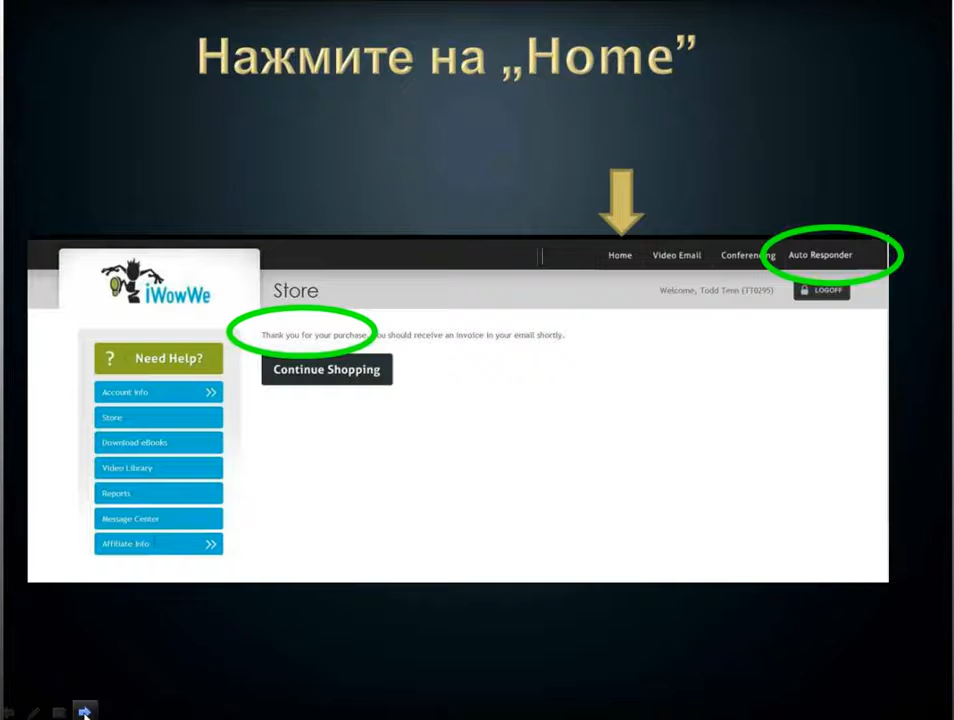 Нажмите на „Home”
Home Video Email Conferencing Auto Responder
iWowWe
Store
Welcome, Todd Tenn (TT0295)
LOGOFF
Thank you for your purchase. You should receive an invoice in your email shortly.
Continue Shopping
? Need Help?
Account Info
Store
Download eBooks
Video Library
Reports
Message Center
Affiliate Info